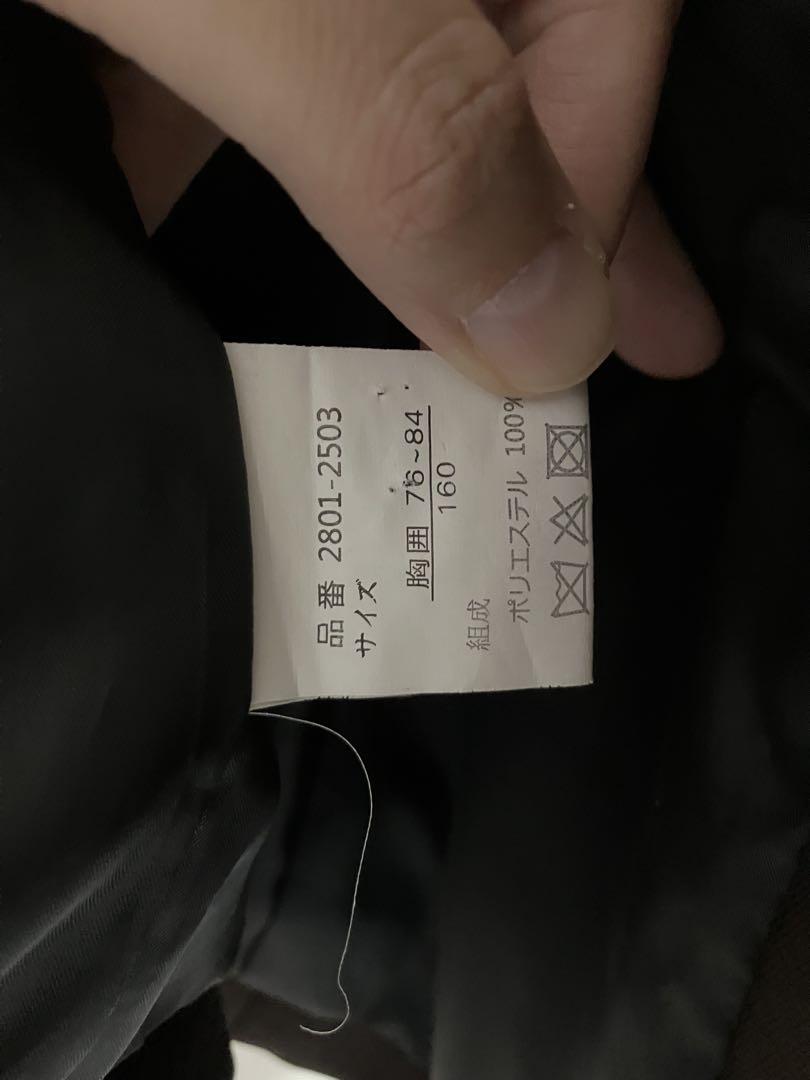 品番 2801-2503
サイズ
胸囲 76~84
160
組成
ポリエステル 100%